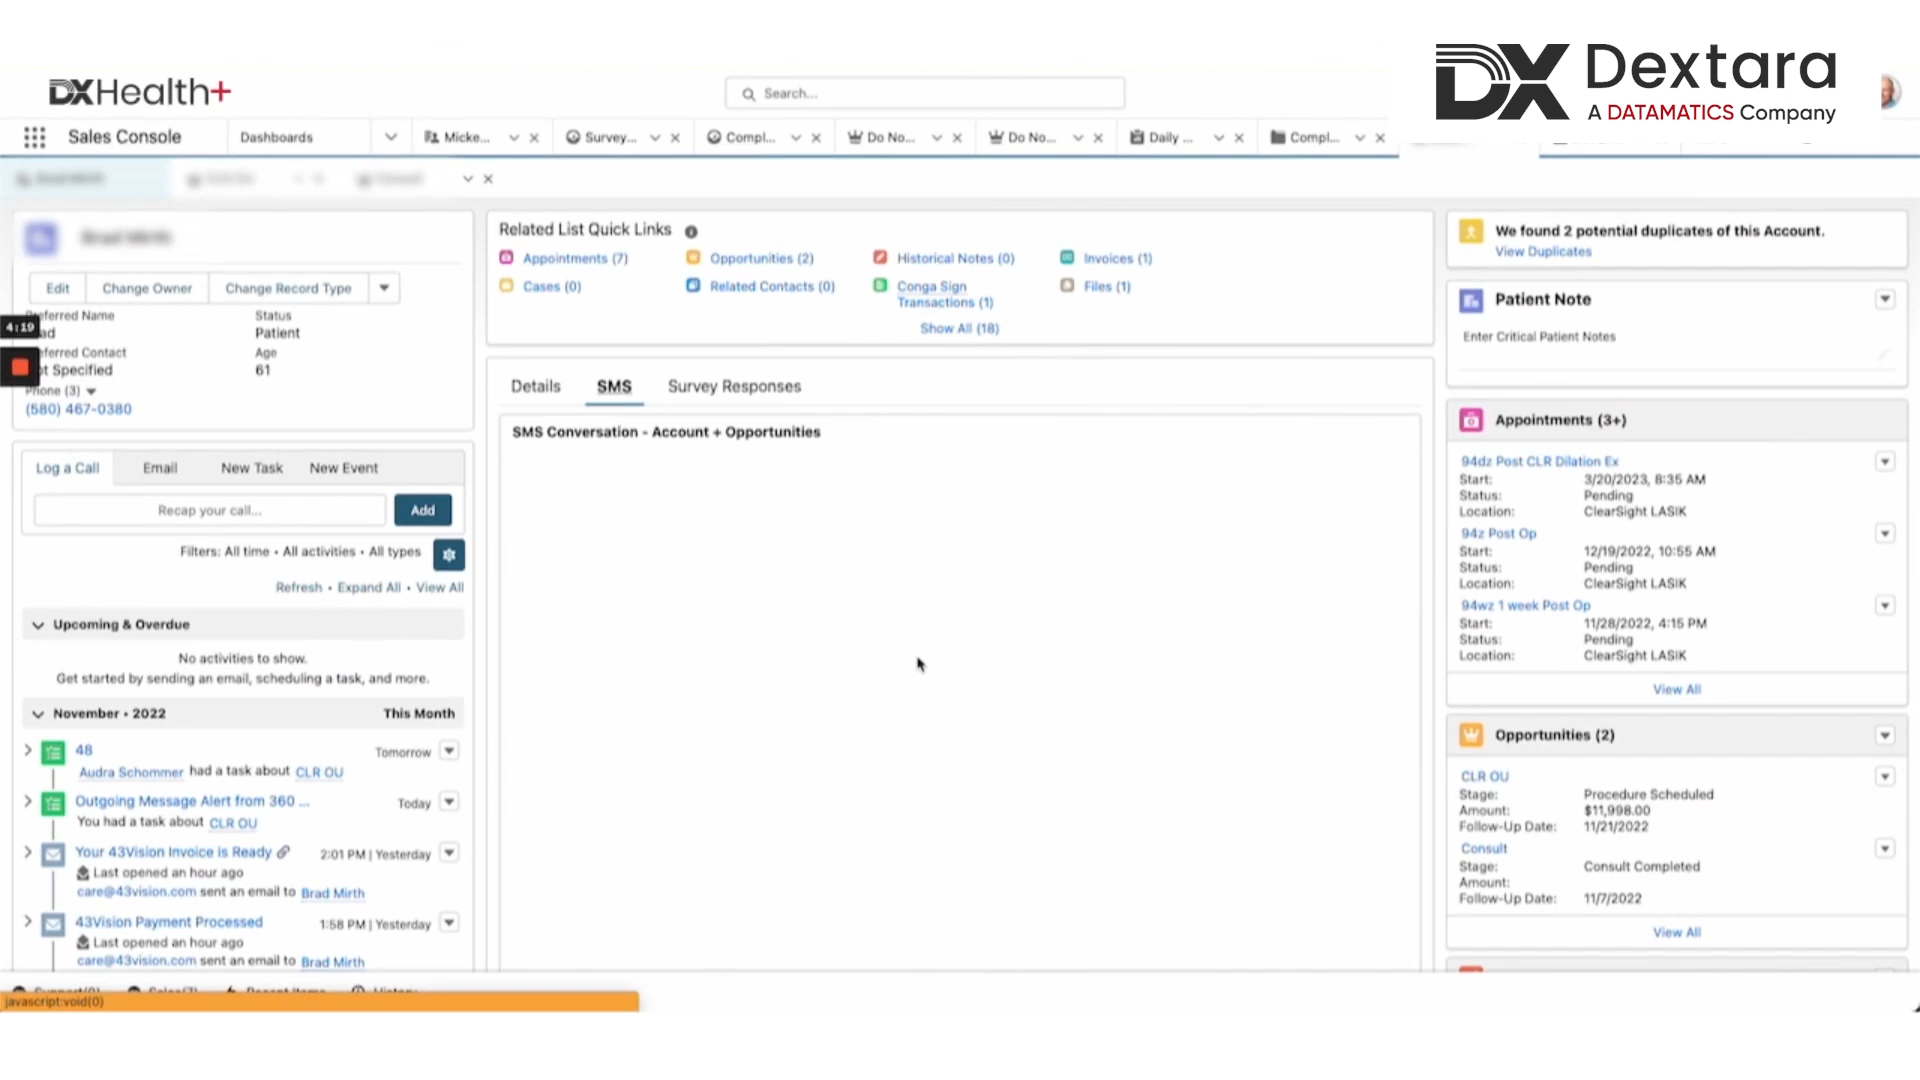 DX Dextara
A DATAMATICS Company
DXHealth+
Search...
Sales Console
Dashboards
Micke...
Survey...
Compl...
Do No...
Do No...
Daily ...
Compl...
Brad Mirth
Edit
Change Owner
Change Record Type
Status
Patient
Age
61
Phone (3)
(580) 467-0380
4:19
Log a Call
Email
New Task
New Event
Recap your call...
Add
Filters: All time • All activities • All types
Refresh • Expand All • View All
Upcoming & Overdue
No activities to show.
Get started by sending an email, scheduling a task, and more.
November • 2022
This Month
48
Tomorrow
Audra Schommer had a task about CLR OU
Outgoing Message Alert from 360 ...
Today
You had a task about CLR OU
Your 43Vision Invoice is Ready
2:01 PM | Yesterday
Last opened an hour ago
care@43vision.com sent an email to Brad Mirth
43Vision Payment Processed
1:58 PM | Yesterday
Last opened an hour ago
care@43vision.com sent an email to Brad Mirth
javascript:void(0)
Related List Quick Links
Appointments (7)
Opportunities (2)
Historical Notes (0)
Invoices (1)
Cases (0)
Related Contacts (0)
Conga Sign
Transactions (1)
Files (1)
Show All (18)
Details
SMS
Survey Responses
SMS Conversation - Account + Opportunities
We found 2 potential duplicates of this Account.
View Duplicates
Patient Note
Enter Critical Patient Notes
Appointments (3+)
94dz Post CLR Dilation Ex
Start: 3/20/2023, 8:35 AM
Status: Pending
Location: ClearSight LASIK
94z Post Op
Start: 12/19/2022, 10:55 AM
Status: Pending
Location: ClearSight LASIK
94wz 1 week Post Op
Start: 11/28/2022, 4:15 PM
Status: Pending
Location: ClearSight LASIK
View All
Opportunities (2)
CLR OU
Stage: Procedure Scheduled
Amount: $11,998.00
Follow-Up Date: 11/21/2022
Consult
Stage: Consult Completed
Amount:
Follow-Up Date: 11/7/2022
View All